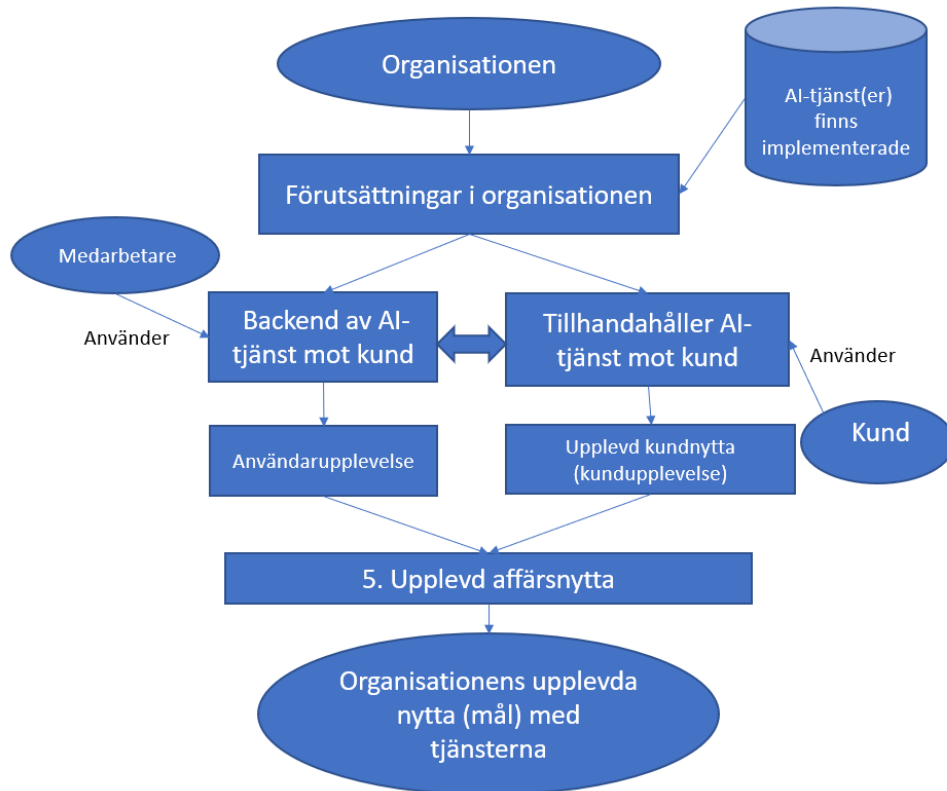 Organisationen
AI-tjänst(er)
finns
implementerade
Förutsättningar i organisationen
Medarbetare
Använder
Backend av AI-
tjänst mot kund
Tillhandahåller AI-
tjänst mot kund
Använder
Kund
Användarupplevelse
Upplevd kundnytta
(kundupplevelse)
5. Upplevd affärsnytta
Organisationens upplevda
nytta (mål) med
tjänsterna